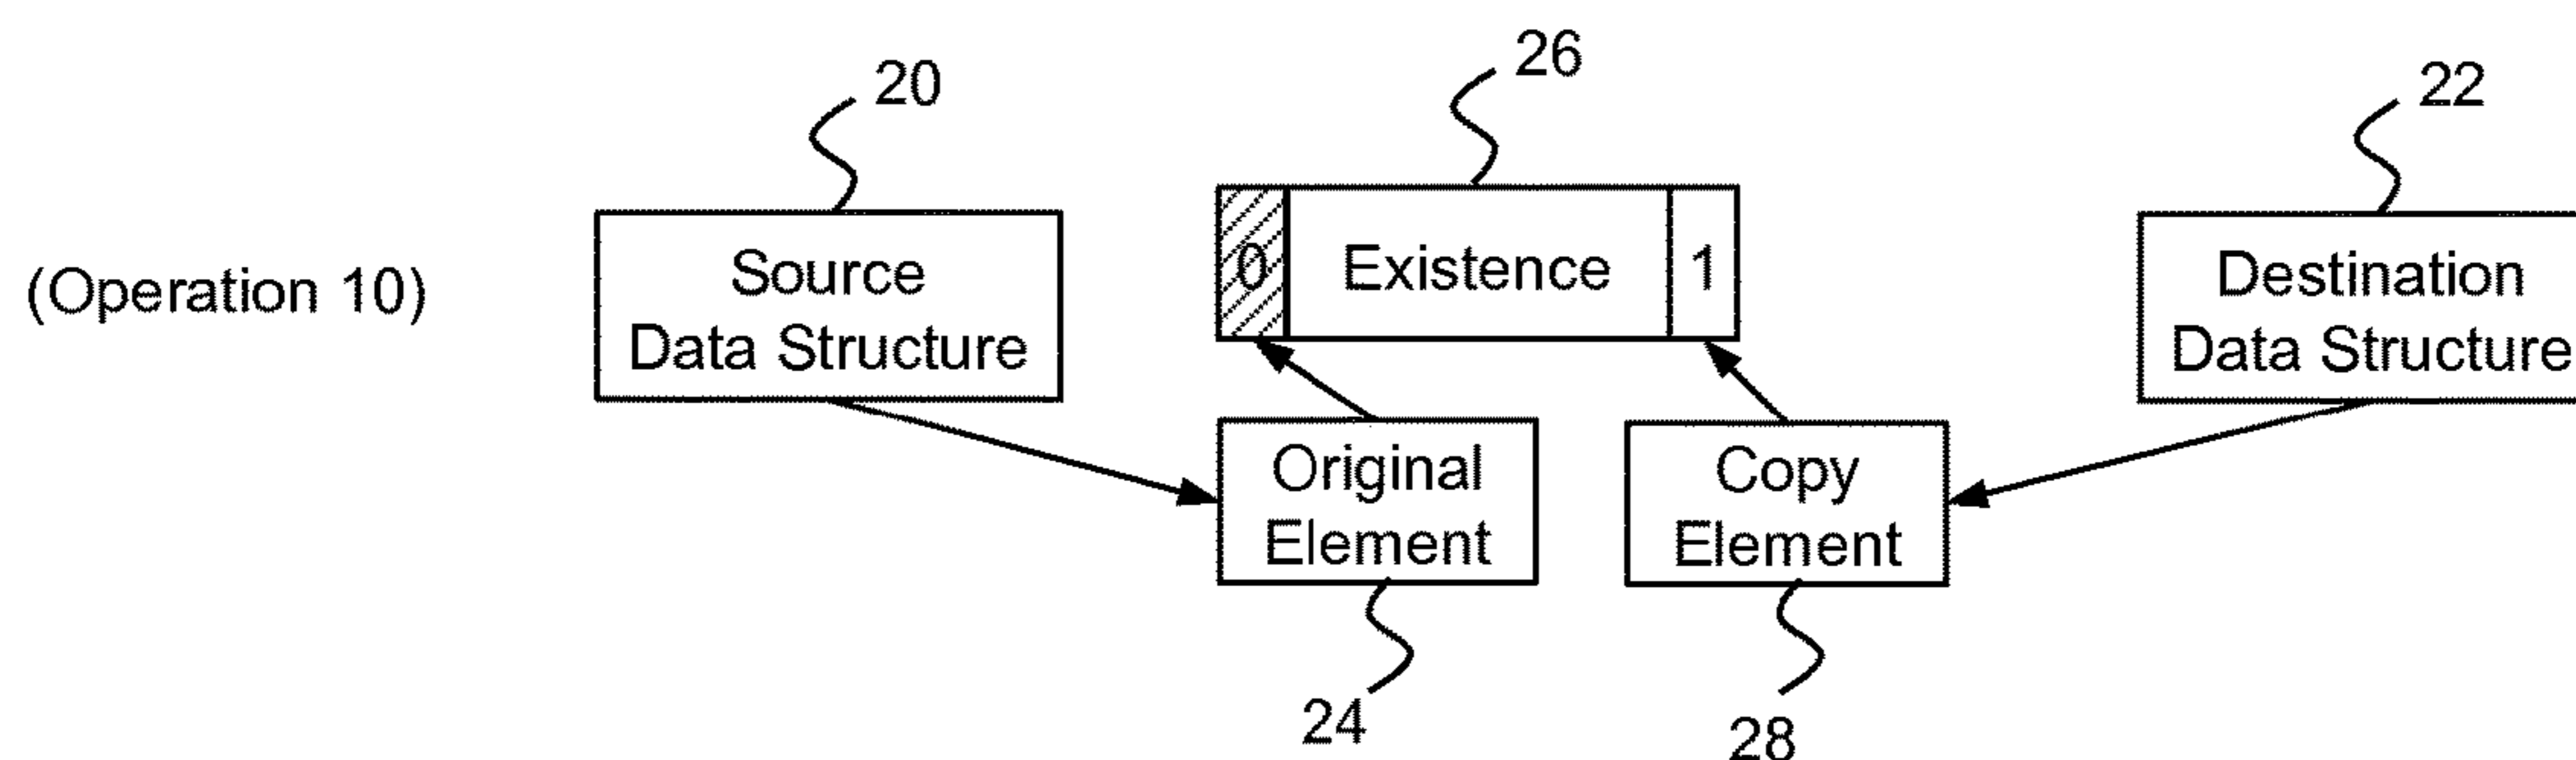 26
20
22
(Operation 10)
Source
Data Structure
0 Existence 1
Destination
Data Structure
Original
Element
Copy
Element
24
28